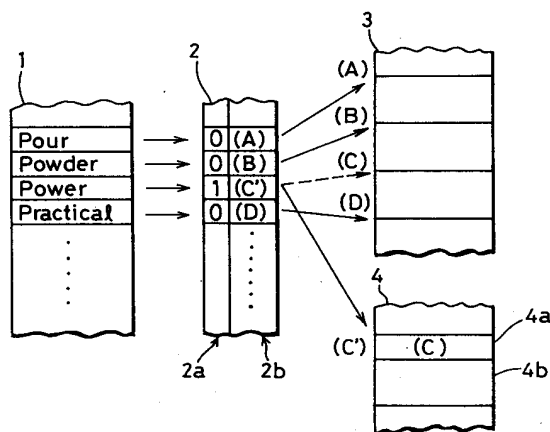 1
2
3
(A)
(B)
(C)
(D)
Pour 0 (A)
Powder 0 (B)
Power 1 (C')
Practical 0 (D)
2a 2b
4
(C') (C) 4a
4b